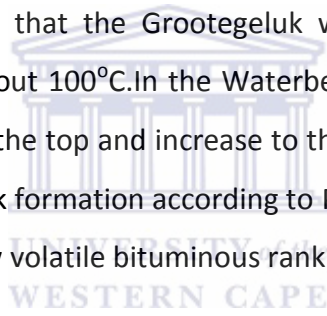 that the Grootegeluk w
out 100°C.In the Waterbe
the top and increase to th
k formation according to
volatile bituminous rank
UNIVERSITY of the
WESTERN CAPE